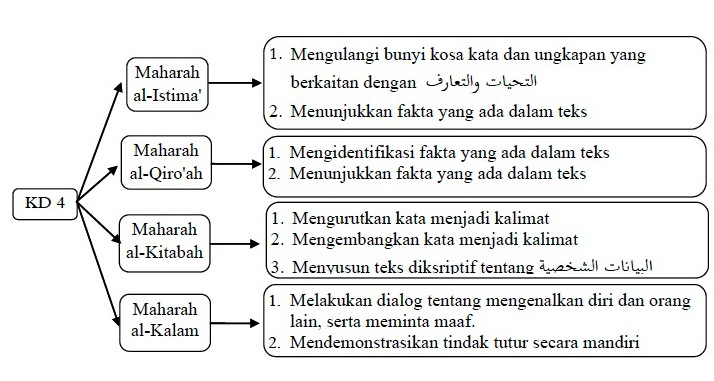 KD 4
Maharah
al-Istima'
1. Mengulangi bunyi kosa kata dan ungkapan yang
berkaitan dengan التحيات والتعارف
2. Menunjukkan fakta yang ada dalam teks
Maharah
al-Qiro'ah
1. Mengidentifikasi fakta yang ada dalam teks
2. Menunjukkan fakta yang ada dalam teks
Maharah
al-Kitabah
1. Mengurutkan kata menjadi kalimat
2. Mengembangkan kata menjadi kalimat
3. Menyusun teks diksriptif tentang البيانات الشخصية
Maharah
al-Kalam
1. Melakukan dialog tentang mengenalkan diri dan orang
lain, serta meminta maaf.
2. Mendemonstrasikan tindak tutur secara mandiri